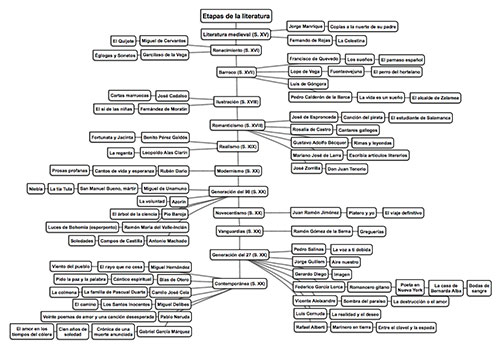 Etapas de la literatura
Literatura medieval (S. XV)
Jorge Manrique
Coplas a la muerte de su padre
Fernando de Rojas
La Celestina
Renacimiento (S. XVI)
Miguel de Cervantes
El Quijote
Garcilaso de la Vega
Églogas y Sonetos
Barroco (S. XVII)
Francisco de Quevedo
Los sueños
El parnaso español
Lope de Vega
Fuenteovejuna
El perro del hortelano
Luis de Góngora
Pedro Calderón de la Barca
La vida es un sueño
El alcalde de Zalamea
Ilustración (S. XVIII)
José Cadalso
Cartas marruecas
Fernández de Moratín
El sí de las niñas
Romanticismo (S. XVIII)
José de Espronceda
Canción del pirata
El estudiante de Salamanca
Rosalía de Castro
Cantares gallegos
Gustavo Adolfo Bécquer
Rimas y leyendas
Mariano José de Larra
Escribía artículos literarios
José Zorrilla
Don Juan Tenorio
Realismo (S. XIX)
Benito Pérez Galdós
Fortunata y Jacinta
Leopoldo Alas Clarín
La regenta
Modernismo (S. XX)
Rubén Darío
Cantos de vida y esperanza
Prosas profanas
Generación del 98 (S. XX)
Miguel de Unamuno
San Manuel Bueno, mártir
La tía Tula
Niebla
Azorín
La voluntad
Pío Baroja
El árbol de la ciencia
Ramón María del Valle-Inclán
Luces de Bohemia (esperpento)
Antonio Machado
Campos de Castilla
Soledades
Novecentismo (S. XX)
Juan Ramón Jiménez
Platero y yo
El viaje definitivo
Vanguardias (S. XX)
Ramón Gómez de la Serna
Greguerías
Generación del 27 (S. XX)
Pedro Salinas
La voz a ti debida
Jorge Guillem
Aire nuestro
Gerardo Diego
Imagen
Federico García Lorca
Romancero gitano
Poeta en
Nueva York
La casa de
Bernarda Alba
Bodas de
sangre
Vicente Aleixandre
Sombra del paraíso
La destrucción o el amor
Luis Cernuda
La realidad y el deseo
Rafael Alberti
Marinero en tierra
Entre el clavel y la espada
Contemporánea (S. XX)
Miguel Hernández
El rayo que no cesa
Viento del pueblo
Blas de Otero
Cántico espiritual
Pido la paz y la palabra
Camilo José Cela
La familia de Pascual Duarte
La colmena
Miguel Delibes
Los Santos Inocentes
El camino
Pablo Neruda
Veinte poemas de amor y una canción desesperada
Gabriel García Márquez
Crónica de una
muerte anunciada
Cien años de
soledad
El amor en los
tiempos del cólera